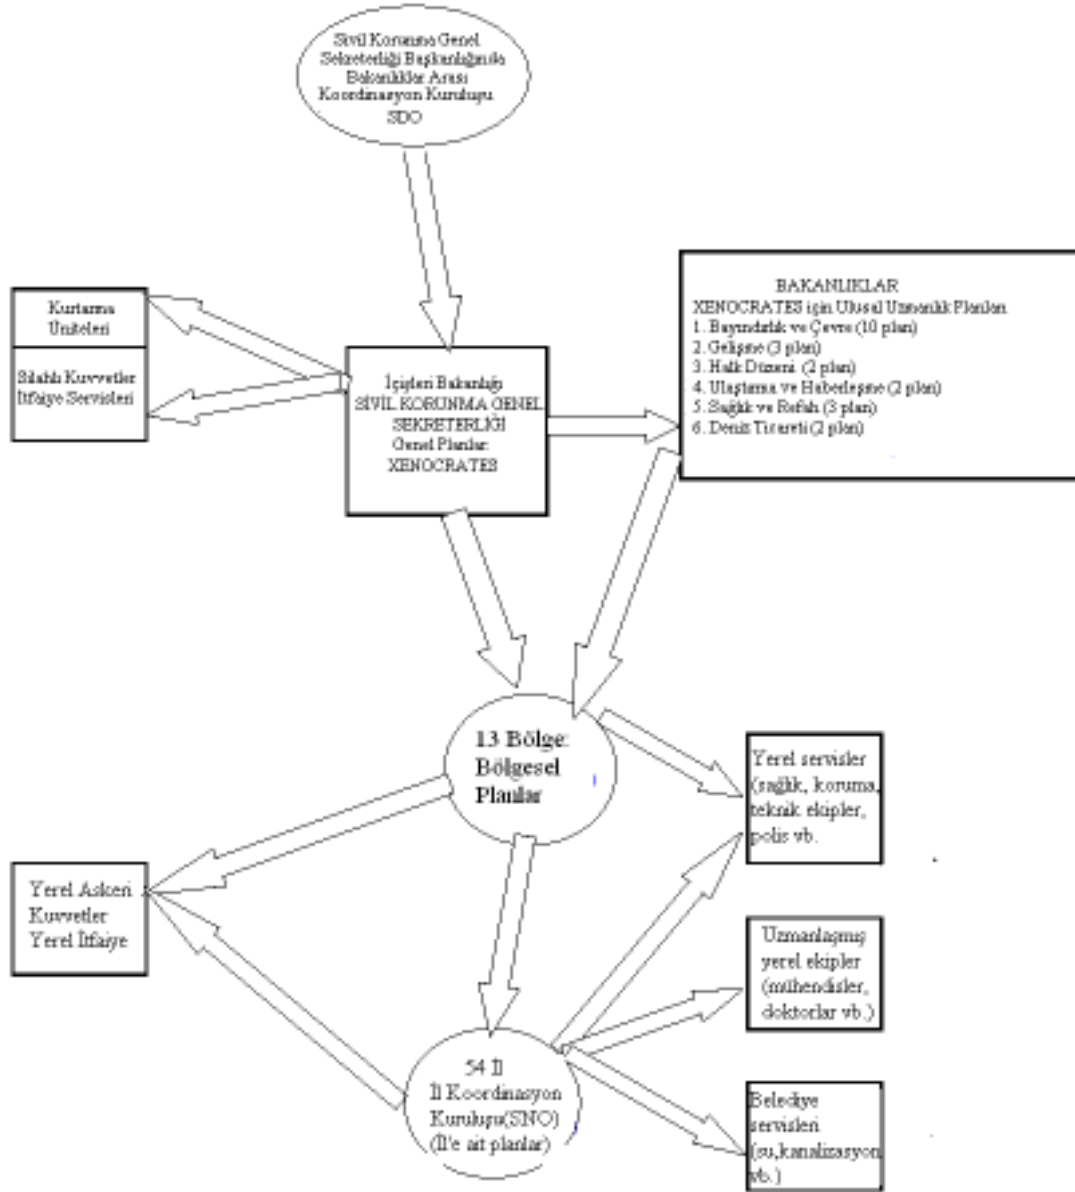 Sivil Korunma Genel
Sekreterliği Başkanlığında
Bakanlıklar Arası
Koordinasyon Kuruluşu
SDO
Kurtarma
Üniteleri
Silahlı Kuvvetler
İtfaiye Servisleri
İçişleri Bakanlığı
SİVİL KORUNMA GENEL
SEKRETERLİĞİ
Genel Planlar:
XENOCRATES
BAKANLIKLAR
XENOCRATES için Ulusal Uzmanlık Planları
1. Bayındırlık ve Çevre (10 plan)
2. Gelişme (3 plan)
3. Halk Düzeni (2 plan)
4. Ulaştırma ve Haberleşme (2 plan)
5. Sağlık ve Refah (3 plan)
6. Deniz Ticareti (2 plan)
13 Bölge:
Bölgesel
Planlar
Yerel servisler
(sağlık, koruma,
teknik ekipler,
polis vb.
Yerel Askeri
Kuvvetler
Yerel İtfaiye
Uzmanlaşmış
yerel ekipler
(mühendisler,
doktorlar vb.)
54 İl
İl Koordinasyon
Kuruluşu(SNO)
(İl'e ait planlar)
Belediye
servisleri
(su,kanalizasyon
vb.)